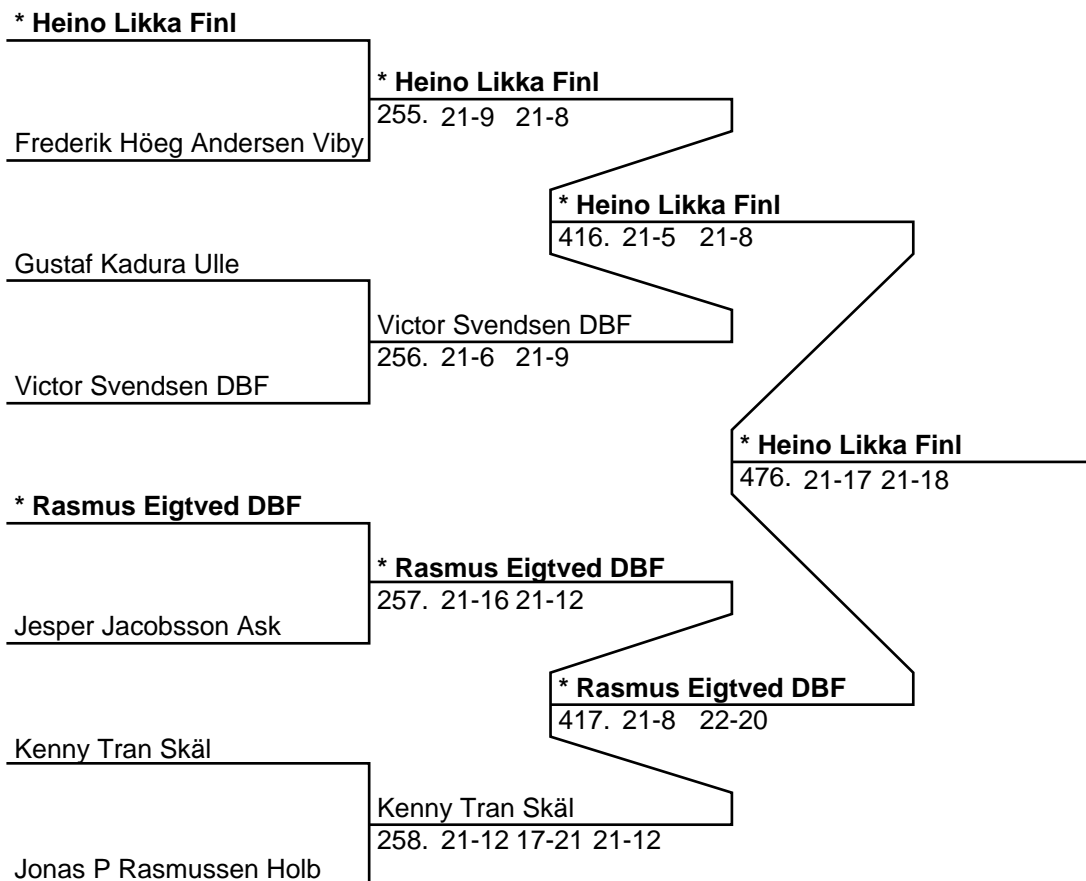 * Heino Likka Finl
* Heino Likka Finl
255. 21-9 21-8
Frederik Höeg Andersen Viby
* Heino Likka Finl
416. 21-5 21-8
Gustaf Kadura Ulle
Victor Svendsen DBF
256. 21-6 21-9
Victor Svendsen DBF
* Heino Likka Finl
476. 21-17 21-18
* Rasmus Eigtved DBF
* Rasmus Eigtved DBF
257. 21-16 21-12
Jesper Jacobsson Ask
* Rasmus Eigtved DBF
417. 21-8 22-20
Kenny Tran Skäl
Kenny Tran Skäl
258. 21-12 17-21 21-12
Jonas P Rasmussen Holb